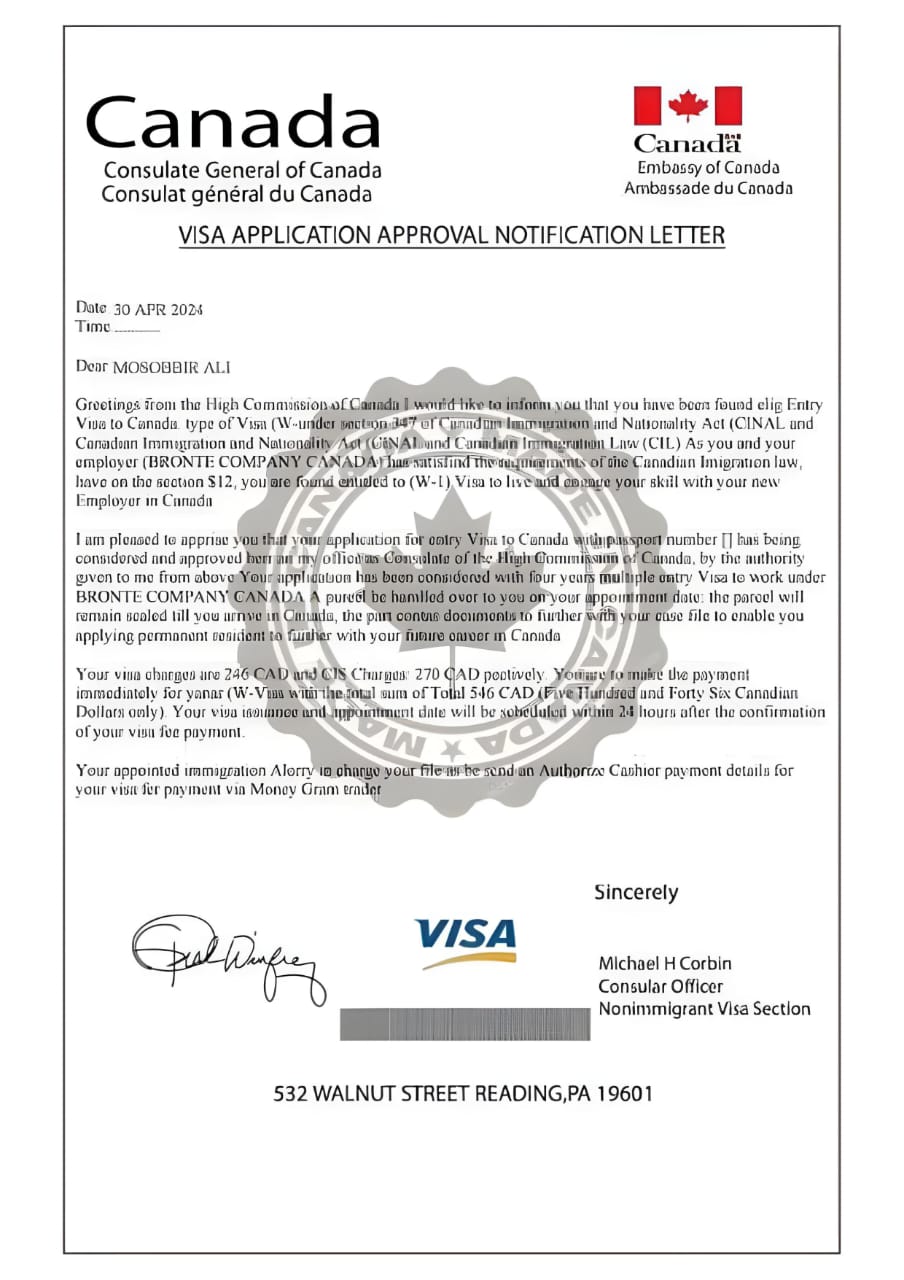 Canada
Consulate General of Canada
Consulat général du Canada
Canada
Embassy of Canada
Ambassade du Canada
VISA APPLICATION APPROVAL NOTIFICATION LETTER
Date 30 APR 2024
Time
Dear MOSOBBIR ALI
Greetings from the High Commission of Canada I would like to inform you that you have been found elig Entry
Visa to Canada. type of Visa (W-under section 347 of Canadian Immigration and Nationality Act (CINAL and
Canadian Immigration and Nationality Act (CiNAL and Canadian Immigration Law (CIL) As you and your
employer (BRONTE COMPANY CANADA) has satisfind the requirements of the Canadian Imigration law,
have on the section S12, you are found entitled to (W-1) Visa to live and engage your skill with your new
Employer in Canada
I am pleased to apprise you that your application for entry Visa to Canada with passport number [] has being
considered and approved my office as Consulate of the High Commission of Canada, by the authority
given to me from above Your application has been considered with four years multiple entry Visa to work under
BRONTE COMPANY CANADA A be handled over to you on your appointment date: the parcel will
remain sealed till you arrive in Canada, the part documents to further with your case file to enable you
applying permanent resident to further with your future career in Canada
Your visa charges are 246 CAD and CIS Charges: 270 CAD You are to make the payment
immediately for (W-Visa with the total sum of Total 546 CAD (Five Hundred and Forty Six Canadian
Dollars only). Your visa issuance and appointment date will be scheduled within 24 hours after the confirmation
of your visa fee payment.
Your appointed immigration in charge your file be send an Cashier payment details for
your visa for payment via Money Gram
MADE IN CANADA
MADE IN CANADA
Sincerely
VISA
Michael H Corbin
Consular Officer
Nonimmigrant Visa Section
532 WALNUT STREET READING,PA 19601